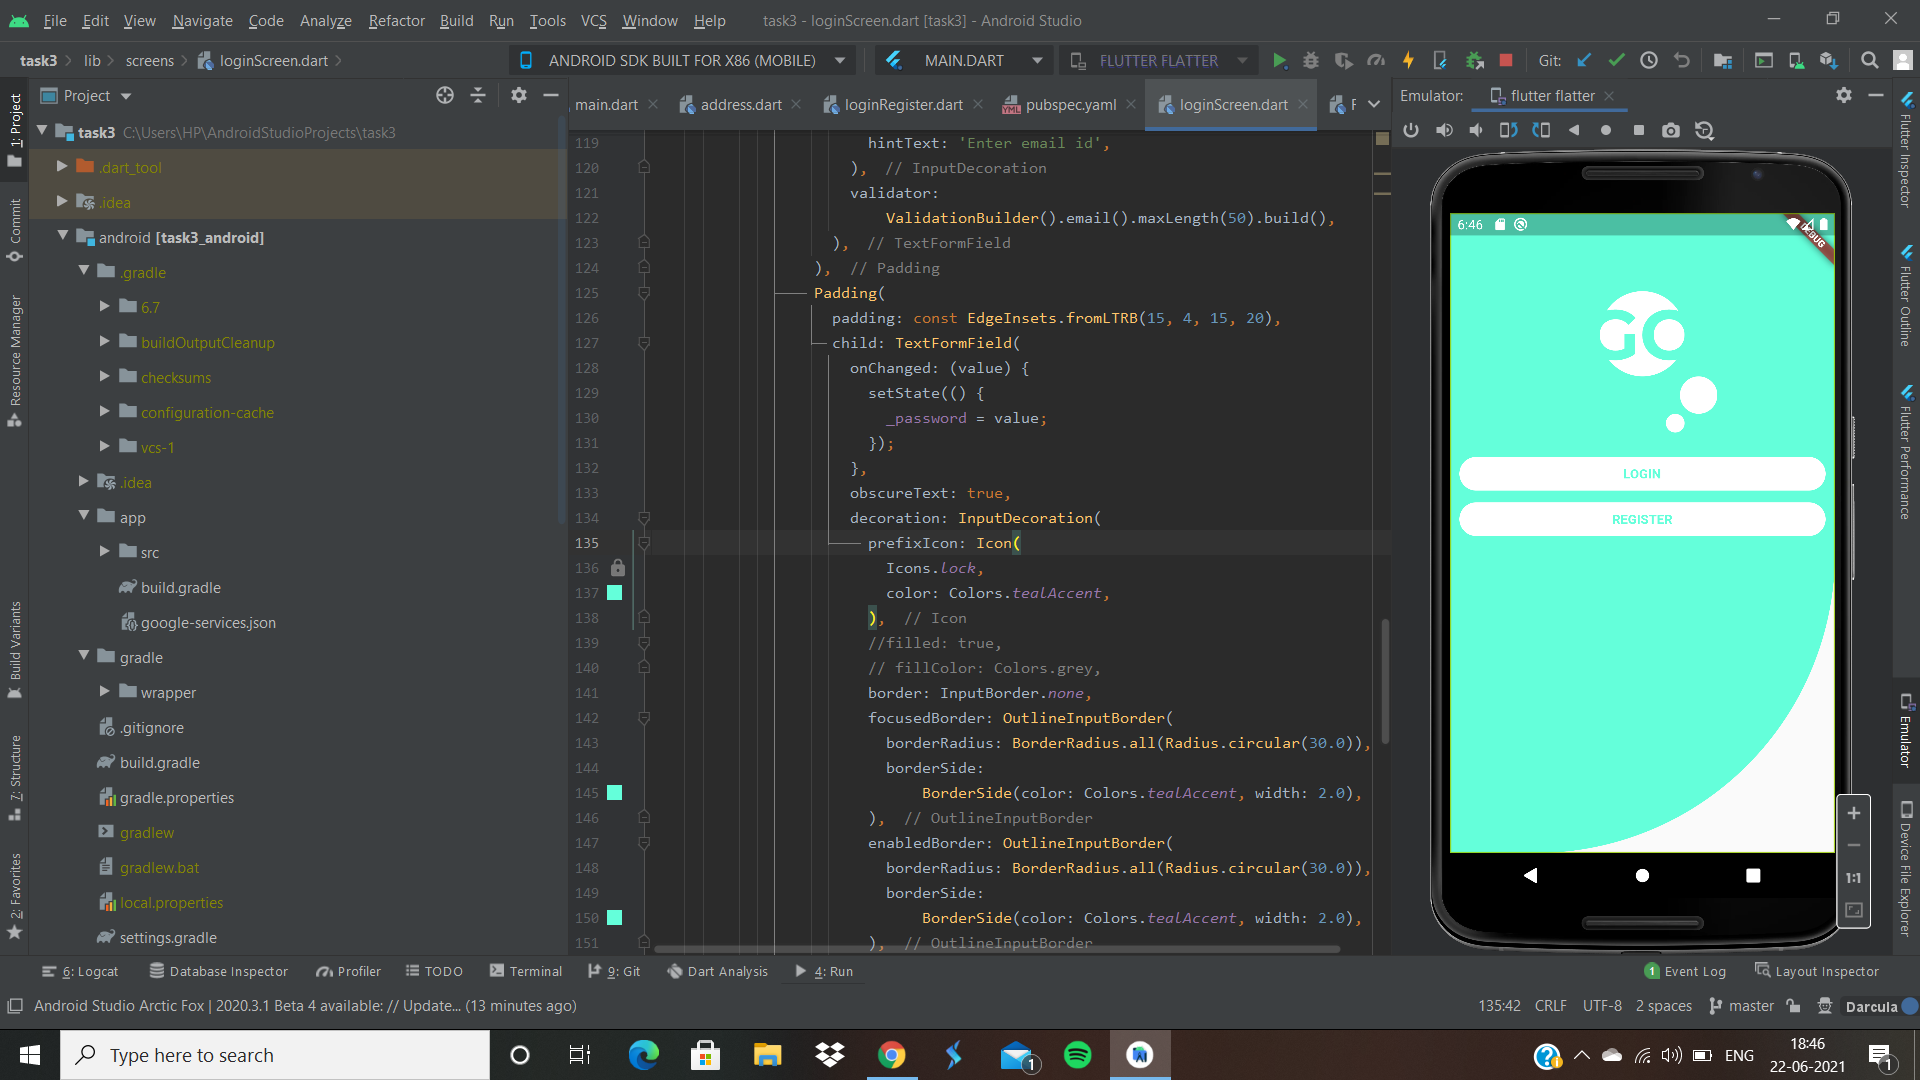 File Edit View Navigate Code Analyze Refactor Build Run Tools VCS Window Help task3 - loginScreen.dart [task3] - Android Studio
task3 lib screens loginScreen.dart ANDROID SDK BUILT FOR X86 (MOBILE) MAIN.DART FLUTTER FLATTER Git:
Project
main.dart address.dart loginRegister.dart pubspec.yaml loginScreen.dart
Emulator: flutter flatter
1: Project
Commit
Resource Manager
Build Variants
7: Structure
2: Favorites
task3 C:\Users\HP\AndroidStudioProjects\task3
.dart_tool
.idea
android [task3_android]
.gradle
6.7
buildOutputCleanup
checksums
configuration-cache
vcs-1
.idea
app
src
build.gradle
google-services.json
gradle
wrapper
.gitignore
build.gradle
gradle.properties
gradlew
gradlew.bat
local.properties
settings.gradle
119 hintText: 'Enter email id',
120 ), // InputDecoration
121 validator:
122 ValidationBuilder().email().maxLength(50).build(),
123 ), // TextFormField
124 ), // Padding
125 Padding(
126 padding: const EdgeInsets.fromLTRB(15, 4, 15, 20),
127 child: TextFormField(
128 onChanged: (value) {
129 setState(() {
130 _password = value;
131 });
132 },
133 obscureText: true,
134 decoration: InputDecoration(
135 prefixIcon: Icon(
136 Icons.lock,
137 color: Colors.tealAccent,
138 ), // Icon
139 //filled: true,
140 // fillColor: Colors.grey,
141 border: InputBorder.none,
142 focusedBorder: OutlineInputBorder(
143 borderRadius: BorderRadius.all(Radius.circular(30.0)),
144 borderSide:
145 BorderSide(color: Colors.tealAccent, width: 2.0),
146 ), // OutlineInputBorder
147 enabledBorder: OutlineInputBorder(
148 borderRadius: BorderRadius.all(Radius.circular(30.0)),
149 borderSide:
150 BorderSide(color: Colors.tealAccent, width: 2.0),
151 ), // OutlineInputBorder
6:46
DEBUG
GO
LOGIN
REGISTER
1:1
Flutter Inspector
Flutter Outline
Flutter Performance
Emulator
Device File Explorer
6: Logcat Database Inspector Profiler TODO Terminal 9: Git Dart Analysis 4: Run 1 Event Log Layout Inspector
Android Studio Arctic Fox | 2020.3.1 Beta 4 available: // Update... (13 minutes ago) 135:42 CRLF UTF-8 2 spaces master Darcula
Type here to search
1
ENG
18:46
22-06-2021
1